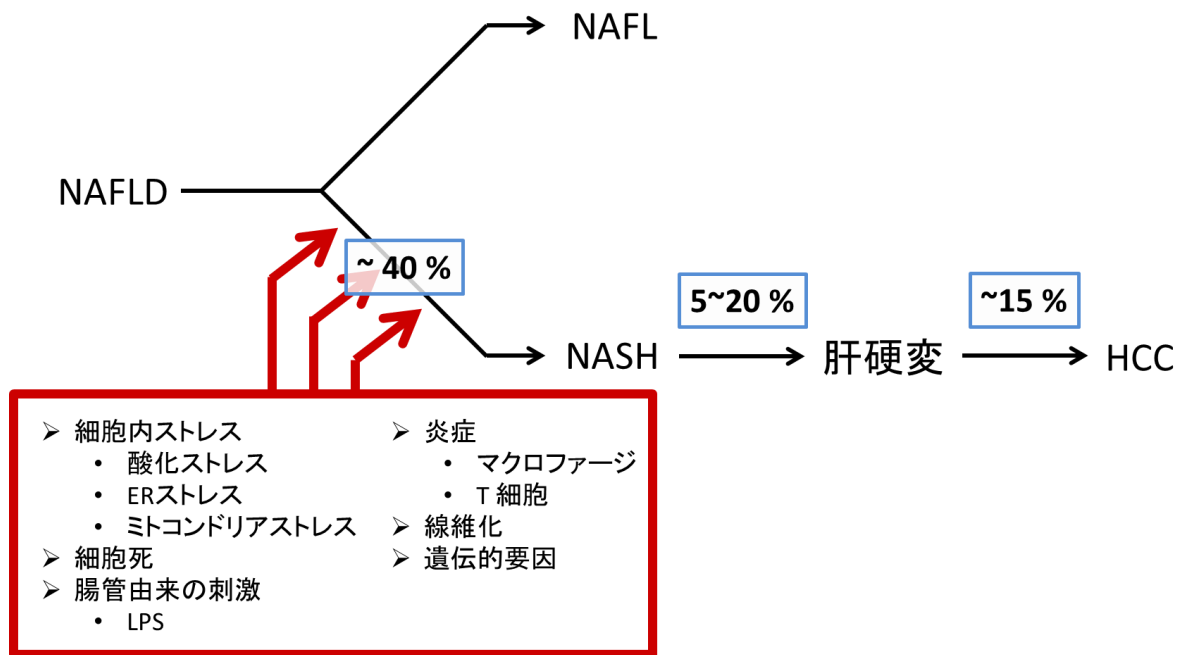 NAFL
NAFLD
~ 40 %
5~20 %
~15 %
NASH
肝硬変
HCC
➢ 細胞内ストレス
• 酸化ストレス
• ERストレス
• ミトコンドリアストレス
➢ 細胞死
➢ 腸管由来の刺激
• LPS
➢ 炎症
• マクロファージ
• T 細胞
➢ 線維化
➢ 遺伝的要因